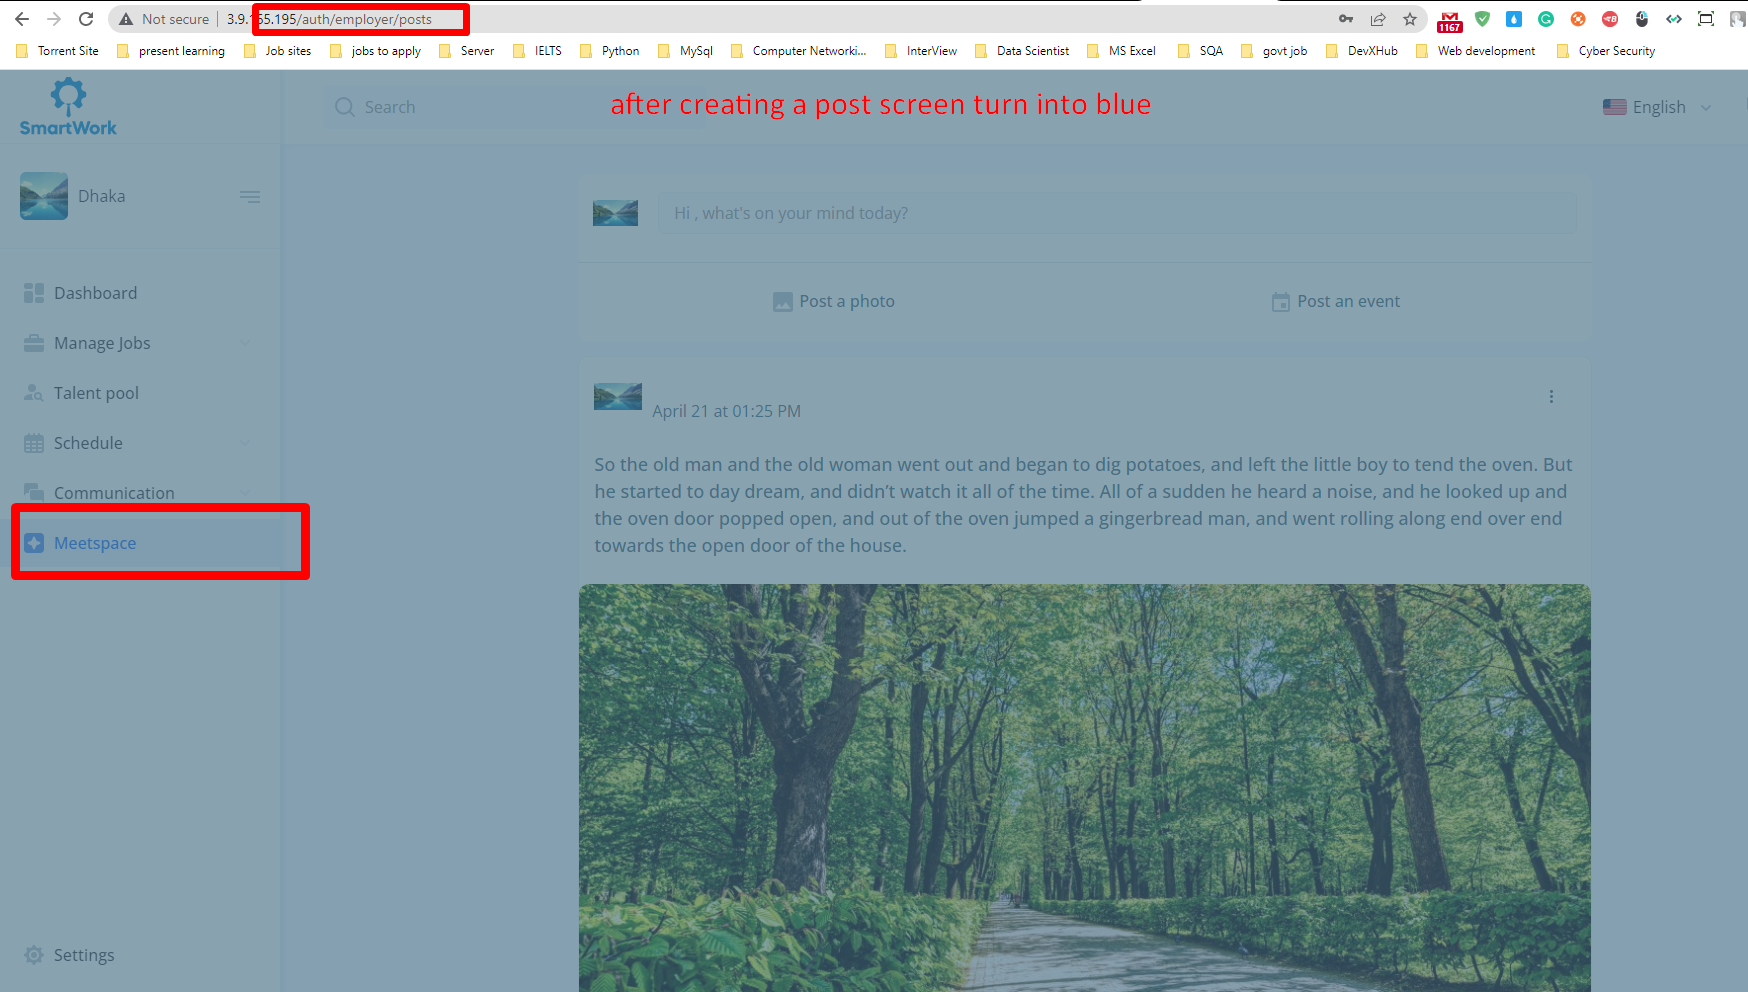 Not secure | 3.9.165.195/auth/employer/posts
1167
Torrent Site present learning Job sites jobs to apply Server IELTS Python MySql Computer Networki... InterView Data Scientist MS Excel SQA govt job DevXHub Web development Cyber Security
SmartWork
Search
after creating a post screen turn into blue
English
Dhaka
Hi , what's on your mind today?
Post a photo Post an event
Dashboard
Manage Jobs
Talent pool
Schedule
Communication
Meetspace
Settings
April 21 at 01:25 PM
So the old man and the old woman went out and began to dig potatoes, and left the little boy to tend the oven. But
he started to day dream, and didn’t watch it all of the time. All of a sudden he heard a noise, and he looked up and
the oven door popped open, and out of the oven jumped a gingerbread man, and went rolling along end over end
towards the open door of the house.